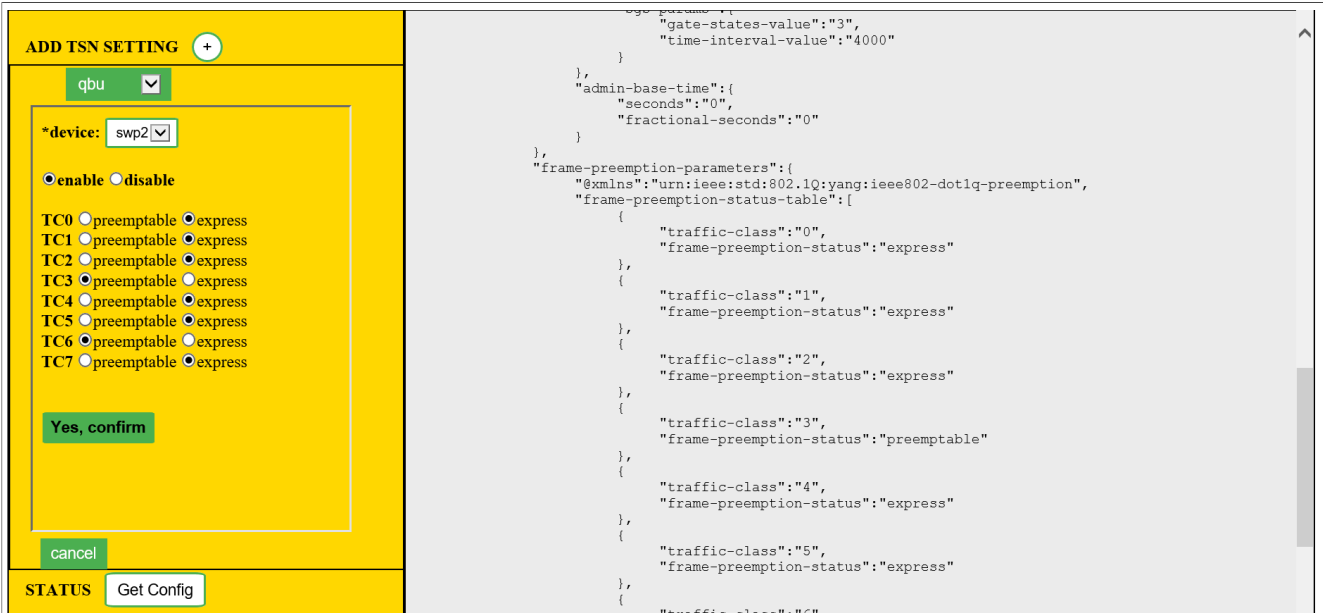 ADD TSN SETTING +
qbu
*device: swp2
enable disable
TC0 preemptable express
TC1 preemptable express
TC2 preemptable express
TC3 preemptable express
TC4 preemptable express
TC5 preemptable express
TC6 preemptable express
TC7 preemptable express
Yes, confirm
cancel
STATUS Get Config
"sgs-params":{
"gate-states-value":"3",
"time-interval-value":"4000"
}
},
"admin-base-time":{
"seconds":"0",
"fractional-seconds":"0"
}
},
"frame-preemption-parameters":{
"@xmlns":"urn:ieee:std:802.1Q:yang:ieee802-dot1q-preemption",
"frame-preemption-status-table":[
{
"traffic-class":"0",
"frame-preemption-status":"express"
},
{
"traffic-class":"1",
"frame-preemption-status":"express"
},
{
"traffic-class":"2",
"frame-preemption-status":"express"
},
{
"traffic-class":"3",
"frame-preemption-status":"preemptable"
},
{
"traffic-class":"4",
"frame-preemption-status":"express"
},
{
"traffic-class":"5",
"frame-preemption-status":"express"
},
{
"traffic-class":"6"